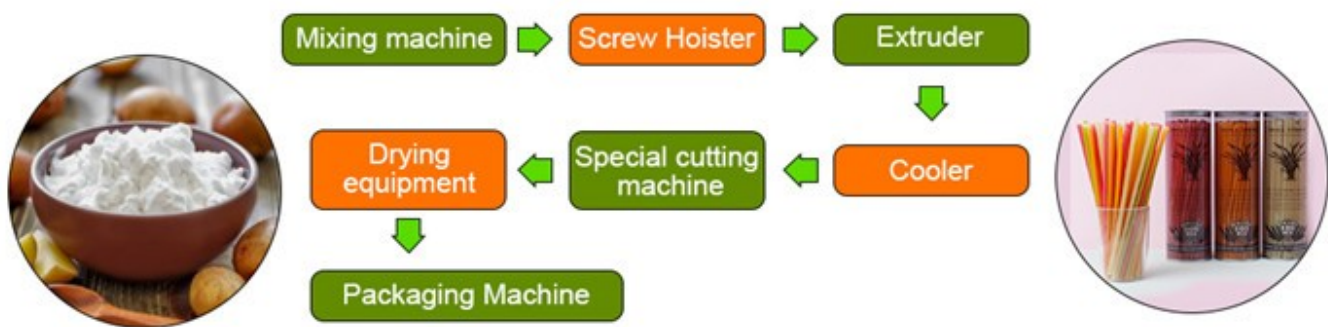 Mixing machine
Screw Hoister
Extruder
Cooler
Special cutting
machine
Drying
equipment
Packaging Machine